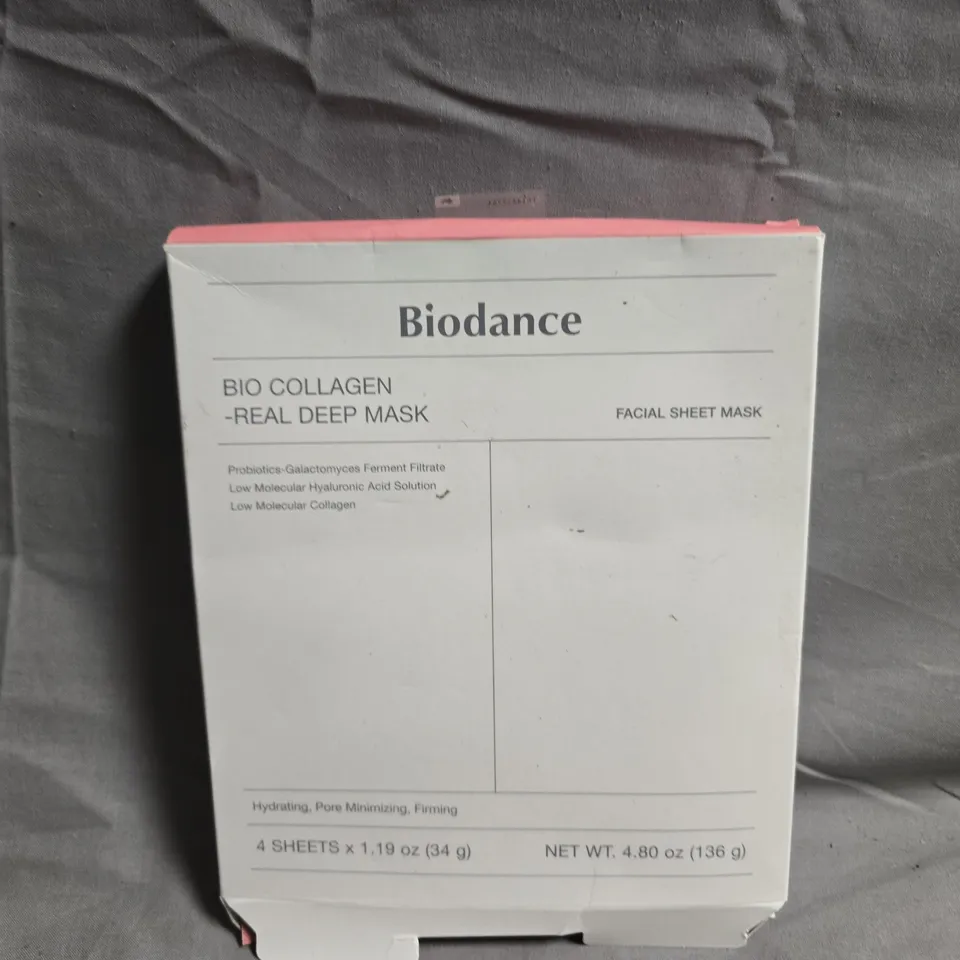 Biodance
BIO COLLAGEN
-REAL DEEP MASK
FACIAL SHEET MASK
Probiotics-Galactomyces Ferment Filtrate
Low Molecular Hyaluronic Acid Solution
Low Molecular Collagen
Hydrating, Pore Minimizing, Firming
4 SHEETS x 1.19 oz (34 g)
NET WT. 4.80 oz (136 g)